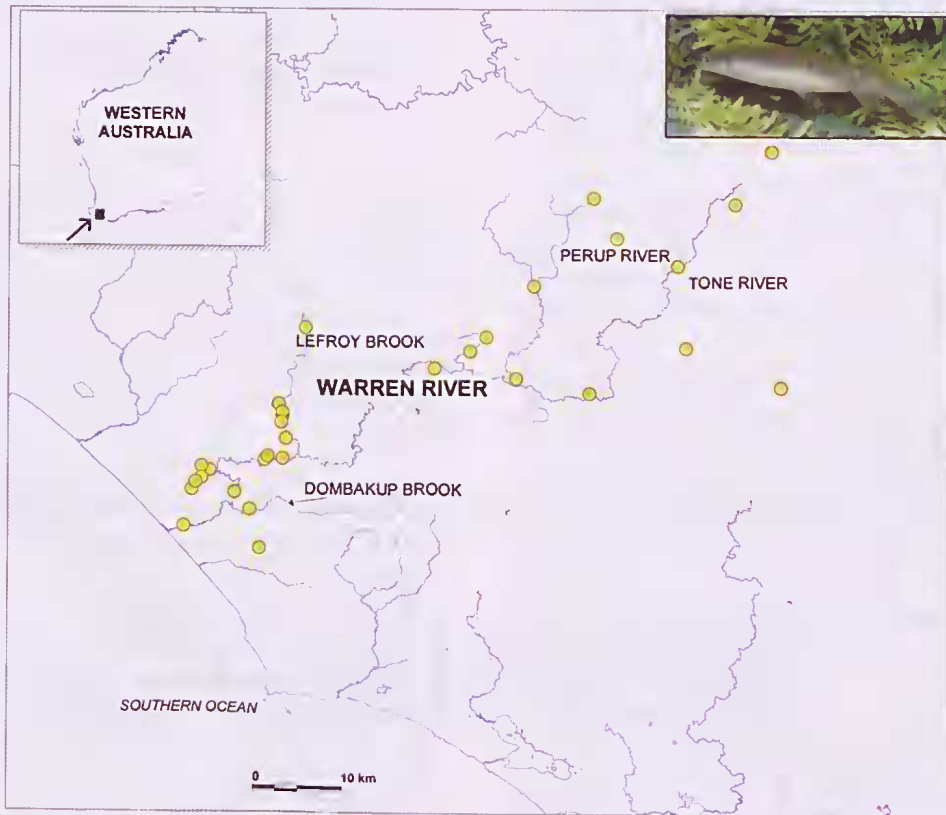 WESTERN
AUSTRALIA
PERUP RIVER
TONE RIVER
LEFROY BROOK
WARREN RIVER
DOMBAKUP BROOK
SOUTHERN OCEAN
0 10 km